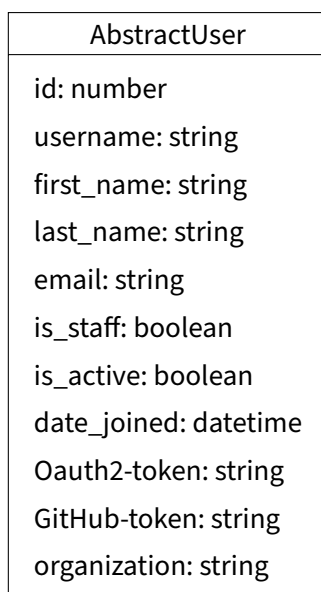 AbstractUser
id: number
username: string
first_name: string
last_name: string
email: string
is_staff: boolean
is_active: boolean
date_joined: datetime
Oauth2-token: string
GitHub-token: string
organization: string